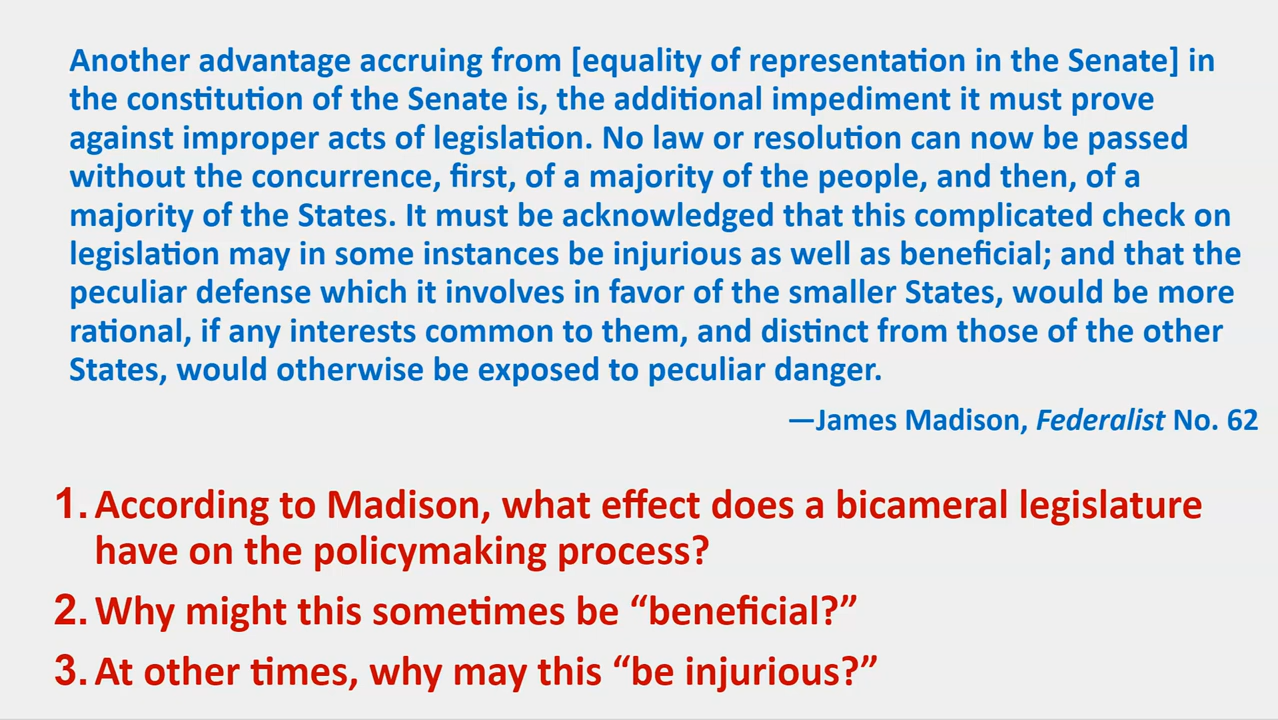 Another advantage accruing from [equality of representation in the Senate] in
the constitution of the Senate is, the additional impediment it must prove
against improper acts of legislation. No law or resolution can now be passed
without the concurrence, first, of a majority of the people, and then, of a
majority of the States. It must be acknowledged that this complicated check on
legislation may in some instances be injurious as well as beneficial; and that the
peculiar defense which it involves in favor of the smaller States, would be more
rational, if any interests common to them, and distinct from those of the other
States, would otherwise be exposed to peculiar danger.
—James Madison, Federalist No. 62
1. According to Madison, what effect does a bicameral legislature
have on the policymaking process?
2. Why might this sometimes be “beneficial?”
3. At other times, why may this “be injurious?”